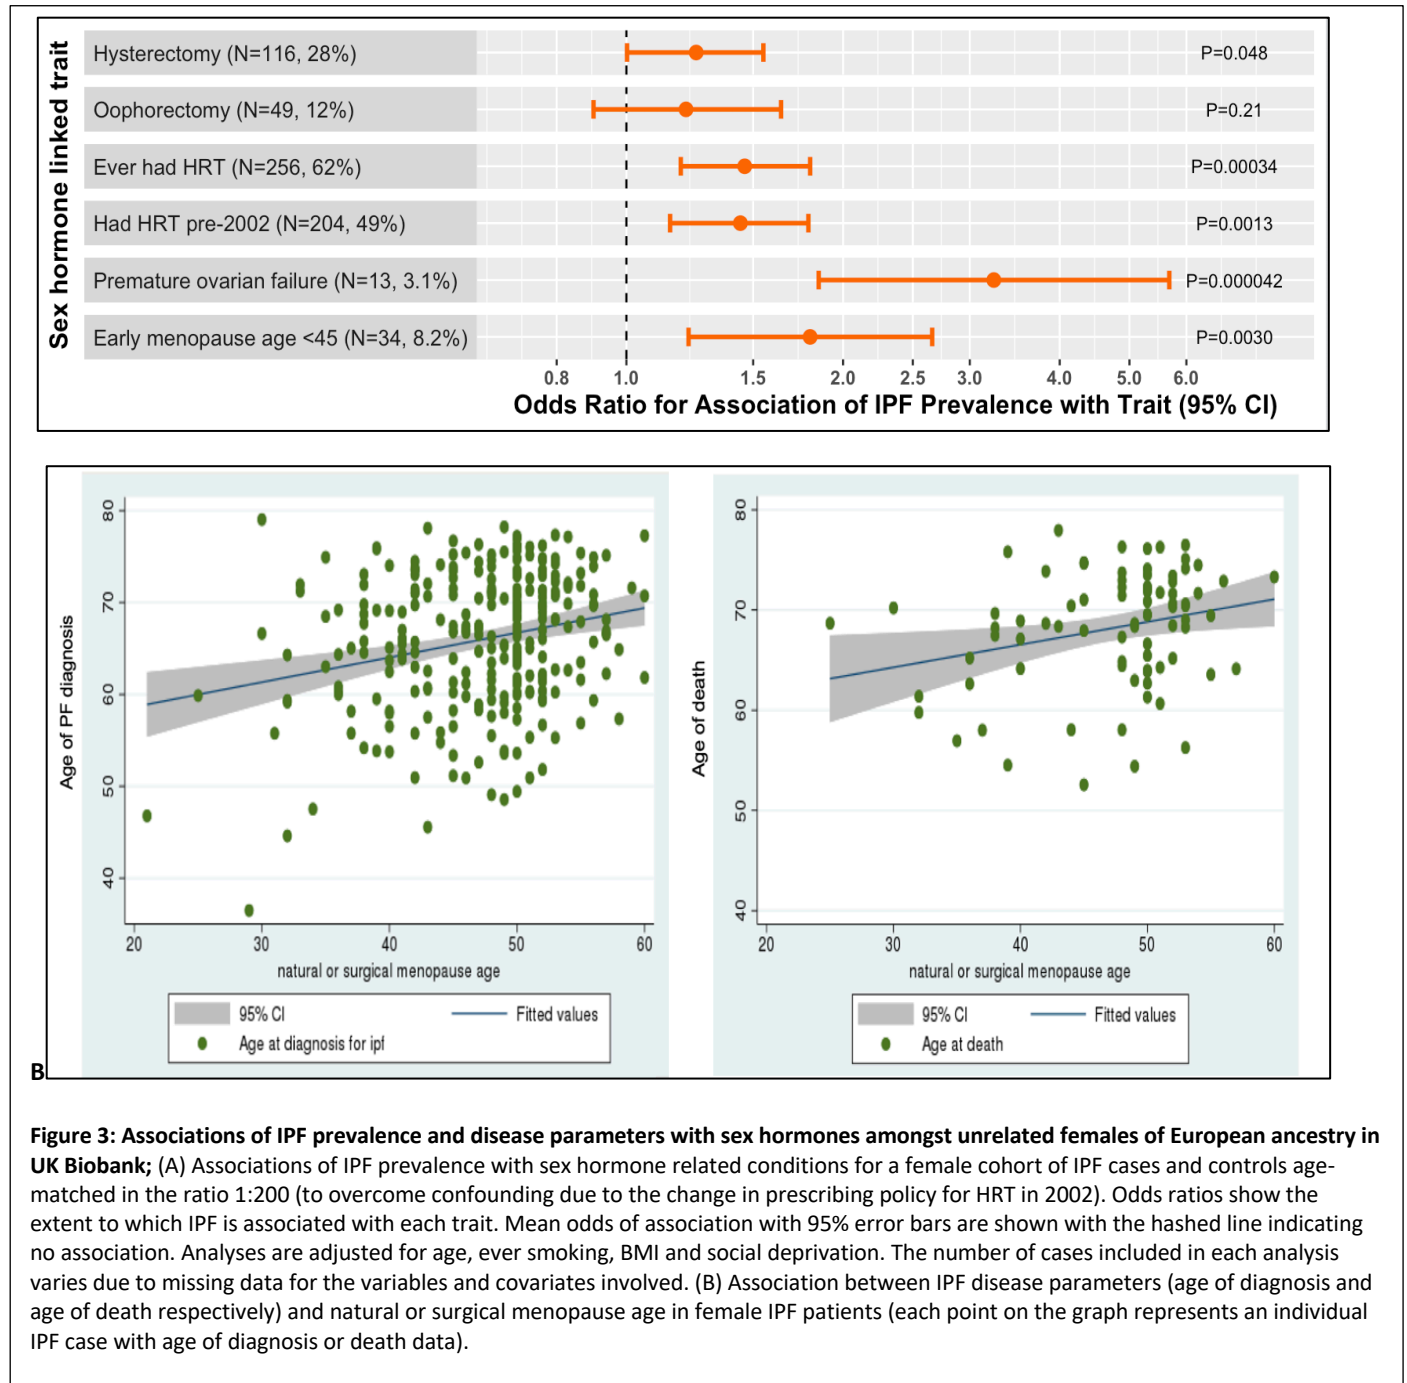 Sex hormone linked trait
Hysterectomy (N=116, 28%)
P=0.048
Oophorectomy (N=49, 12%)
P=0.21
Ever had HRT (N=256, 62%)
P=0.00034
Had HRT pre-2002 (N=204, 49%)
P=0.0013
Premature ovarian failure (N=13, 3.1%)
P=0.000042
Early menopause age <45 (N=34, 8.2%)
P=0.0030
0.8 1.0 1.5 2.0 2.5 3.0 4.0 5.0 6.0
Odds Ratio for Association of IPF Prevalence with Trait (95% CI)
Age of PF diagnosis
80
70
60
50
40
20 30 40 50 60
natural or surgical menopause age
95% CI Fitted values
Age at diagnosis for ipf
Age of death
80
70
60
50
40
20 30 40 50 60
natural or surgical menopause age
95% CI Fitted values
Age at death
B
Figure 3: Associations of IPF prevalence and disease parameters with sex hormones amongst unrelated females of European ancestry in
UK Biobank; (A) Associations of IPF prevalence with sex hormone related conditions for a female cohort of IPF cases and controls age-
matched in the ratio 1:200 (to overcome confounding due to the change in prescribing policy for HRT in 2002). Odds ratios show the
extent to which IPF is associated with each trait. Mean odds of association with 95% error bars are shown with the hashed line indicating
no association. Analyses are adjusted for age, ever smoking, BMI and social deprivation. The number of cases included in each analysis
varies due to missing data for the variables and covariates involved. (B) Association between IPF disease parameters (age of diagnosis and
age of death respectively) and natural or surgical menopause age in female IPF patients (each point on the graph represents an individual
IPF case with age of diagnosis or death data).